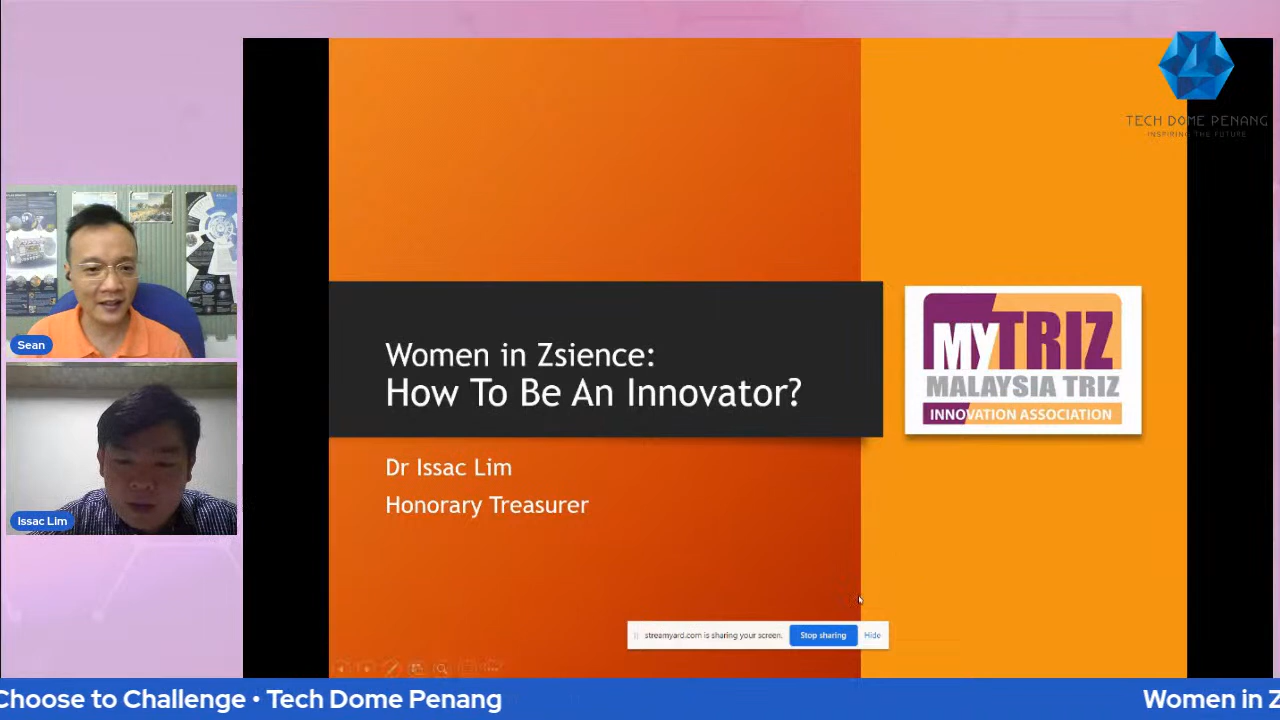 TECH DOME PENANG
INSPIRING THE FUTURE
Sean
Issac Lim
Women in Zsience:
How To Be An Innovator?
Dr Issac Lim
Honorary Treasurer
MYTRIZ
MALAYSIA TRIZ
INNOVATION ASSOCIATION
streamyard.com is sharing your screen.
Stop sharing
Hide
Choose to Challenge • Tech Dome Penang
Women in Z